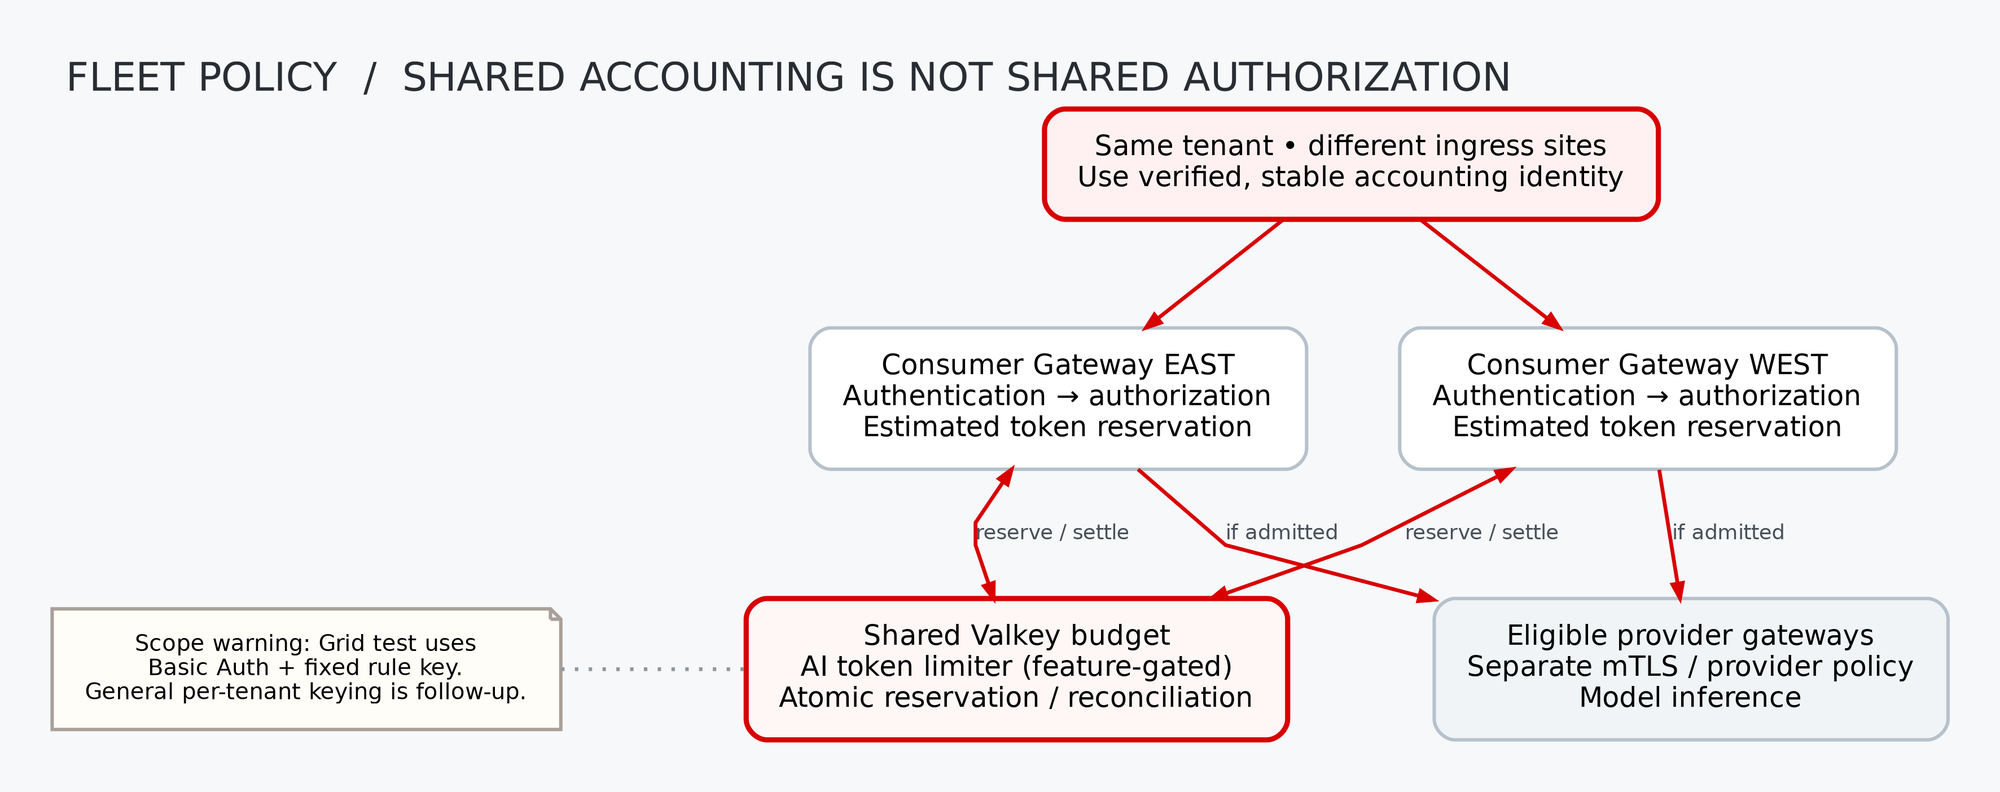 FLEET POLICY / SHARED ACCOUNTING IS NOT SHARED AUTHORIZATION
Same tenant • different ingress sites
Use verified, stable accounting identity
Consumer Gateway EAST
Authentication → authorization
Estimated token reservation
Consumer Gateway WEST
Authentication → authorization
Estimated token reservation
reserve / settle
if admitted
reserve / settle
if admitted
Scope warning: Grid test uses
Basic Auth + fixed rule key.
General per-tenant keying is follow-up.
Shared Valkey budget
AI token limiter (feature-gated)
Atomic reservation / reconciliation
Eligible provider gateways
Separate mTLS / provider policy
Model inference